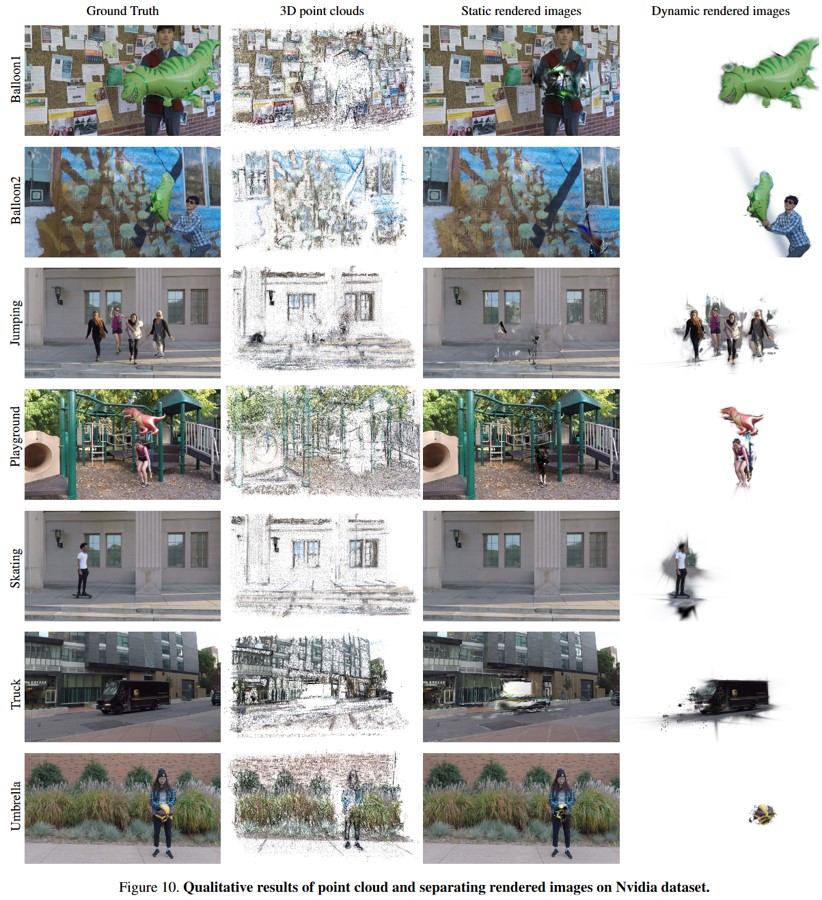 Ground Truth 3D point clouds Static rendered images Dynamic rendered images
Balloon1
Balloon2
Jumping
Playground
Skating
Truck
Umbrella
Figure 10. Qualitative results of point cloud and separating rendered images on Nvidia dataset.